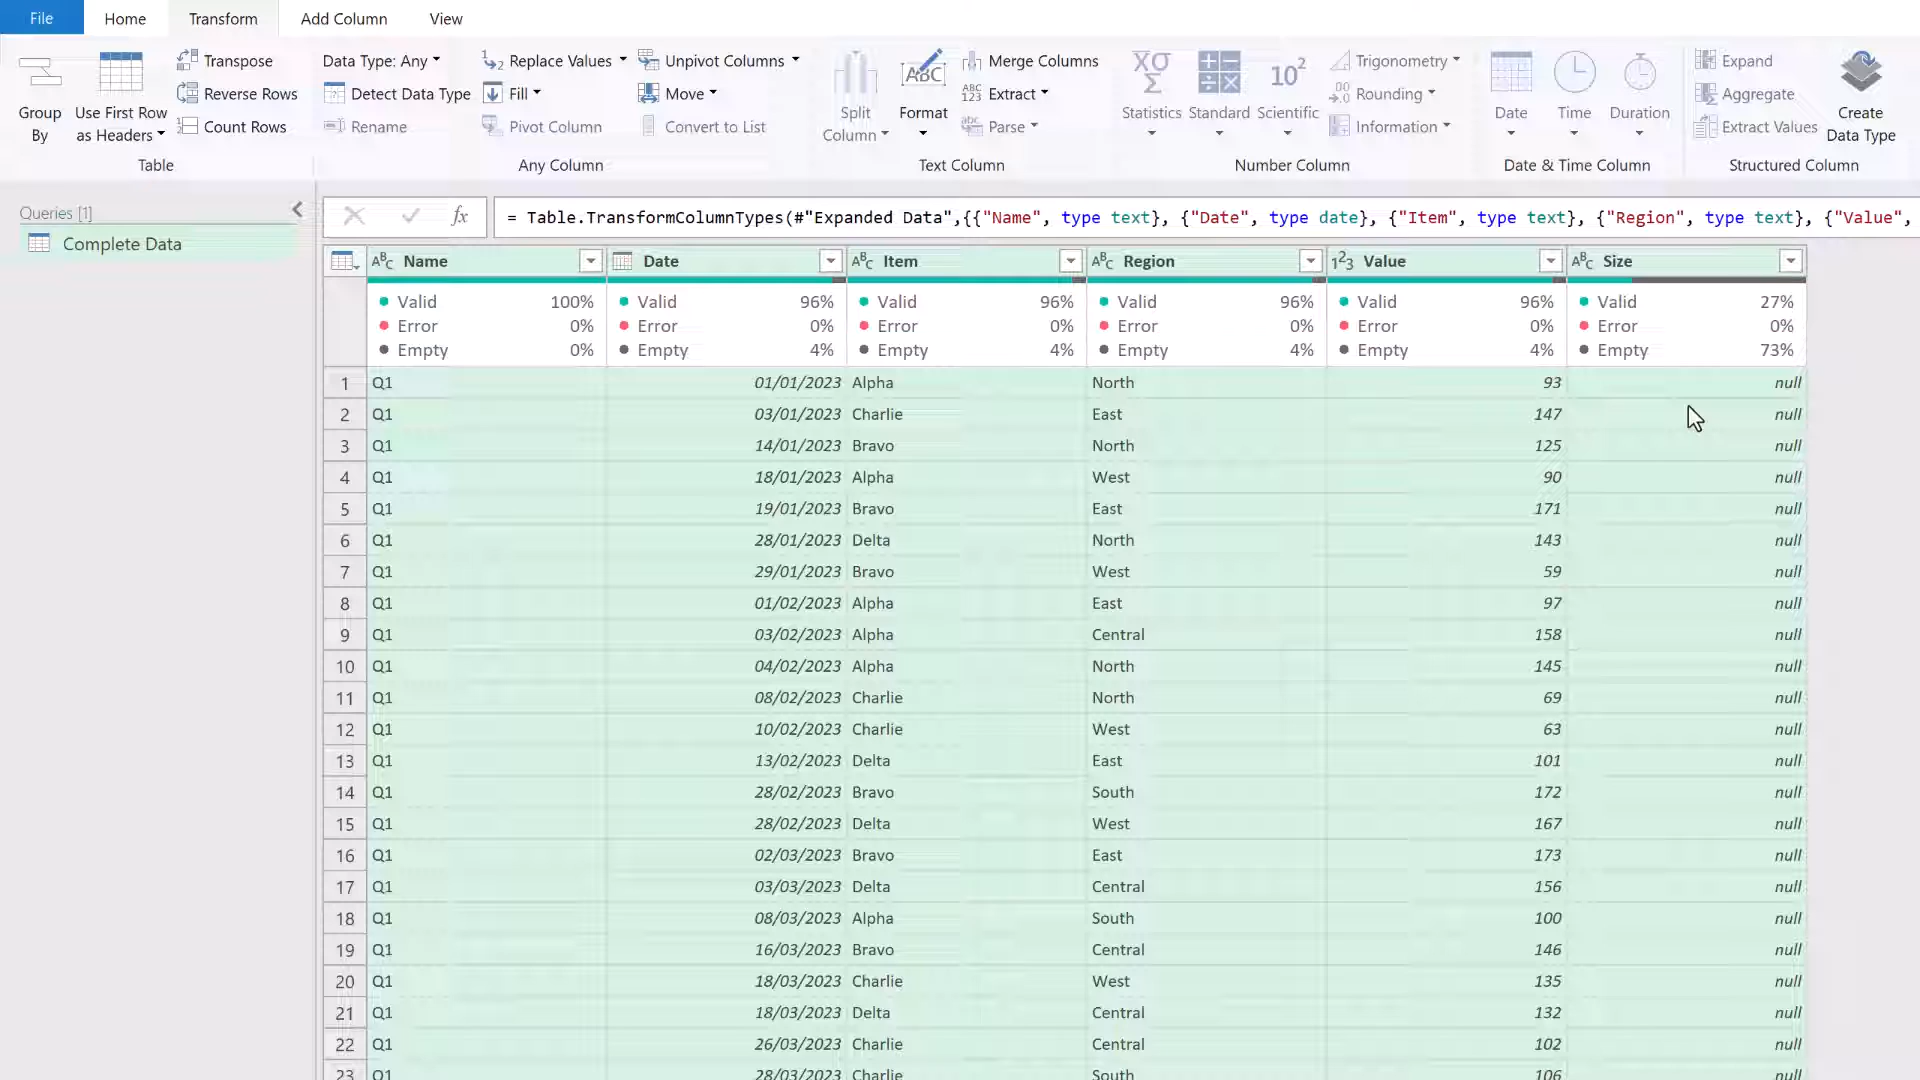 File Home Transform Add Column View
Group By
Use First Row as Headers
Transpose
Reverse Rows
Count Rows
Table
Data Type: Any
Detect Data Type
Rename
Replace Values
Fill
Pivot Column
Unpivot Columns
Move
Convert to List
Any Column
Split Column
Format
Merge Columns
Extract
Parse
Text Column
Statistics
Standard
Scientific
Trigonometry
Rounding
Information
Number Column
Date
Time
Duration
Date & Time Column
Expand
Aggregate
Extract Values
Structured Column
Create Data Type
Queries [1]
Complete Data
fx = Table.TransformColumnTypes(#"Expanded Data",{{"Name", type text}, {"Date", type date}, {"Item", type text}, {"Region", type text}, {"Value",
Name Date Item Region Value Size
Valid 100% Valid 96% Valid 96% Valid 96% Valid 96% Valid 27%
Error 0% Error 0% Error 0% Error 0% Error 0% Error 0%
Empty 0% Empty 4% Empty 4% Empty 4% Empty 4% Empty 73%
1 Q1 01/01/2023 Alpha North 93 null
2 Q1 03/01/2023 Charlie East 147 null
3 Q1 14/01/2023 Bravo North 125 null
4 Q1 18/01/2023 Alpha West 90 null
5 Q1 19/01/2023 Bravo East 171 null
6 Q1 28/01/2023 Delta North 143 null
7 Q1 29/01/2023 Bravo West 59 null
8 Q1 01/02/2023 Alpha East 97 null
9 Q1 03/02/2023 Alpha Central 158 null
10 Q1 04/02/2023 Alpha North 145 null
11 Q1 08/02/2023 Charlie North 69 null
12 Q1 10/02/2023 Charlie West 63 null
13 Q1 13/02/2023 Delta East 101 null
14 Q1 28/02/2023 Bravo South 172 null
15 Q1 28/02/2023 Delta West 167 null
16 Q1 02/03/2023 Bravo East 173 null
17 Q1 03/03/2023 Delta Central 156 null
18 Q1 08/03/2023 Alpha South 100 null
19 Q1 16/03/2023 Bravo Central 146 null
20 Q1 18/03/2023 Charlie West 135 null
21 Q1 18/03/2023 Delta Central 132 null
22 Q1 26/03/2023 Charlie Central 102 null
23 Q1 28/03/2023 Charlie South 106 null